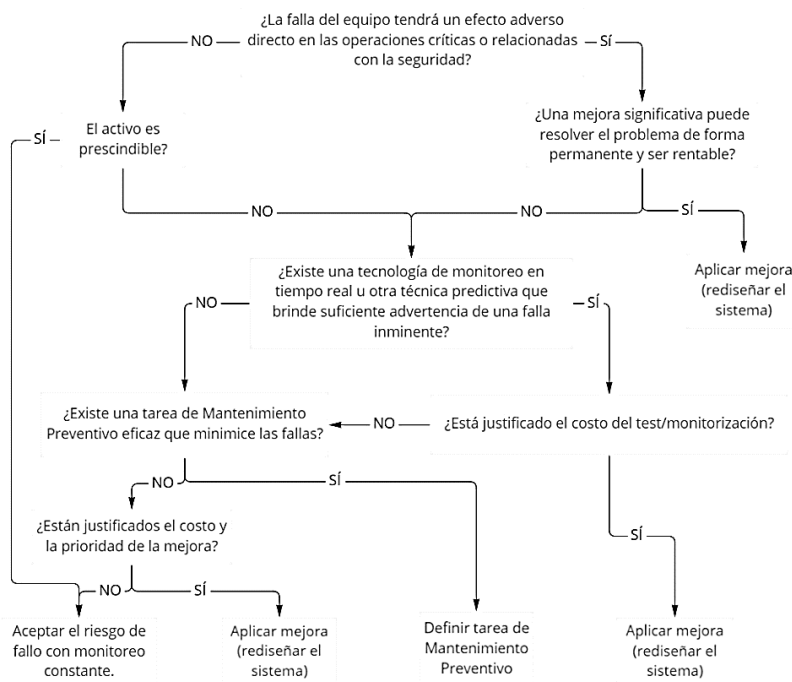 ¿La falla del equipo tendrá un efecto adverso
directo en las operaciones críticas o relacionadas
con la seguridad?
NO
Sí
El activo es
prescindible?
SÍ
¿Una mejora significativa puede
resolver el problema de forma
permanente y ser rentable?
NO
NO
SÍ
Aplicar mejora
(rediseñar el
sistema)
¿Existe una tecnología de monitoreo en
tiempo real u otra técnica predictiva que
brinde suficiente advertencia de una falla
inminente?
NO
SÍ
¿Existe una tarea de Mantenimiento
Preventivo eficaz que minimice las fallas?
NO
¿Está justificado el costo del test/monitorización?
NO
SÍ
¿Están justificados el costo y
la prioridad de la mejora?
SÍ
NO
SÍ
Aceptar el riesgo de
fallo con monitoreo
constante.
Aplicar mejora
(rediseñar el
sistema)
Definir tarea de
Mantenimiento
Preventivo
Aplicar mejora
(rediseñar el
sistema)